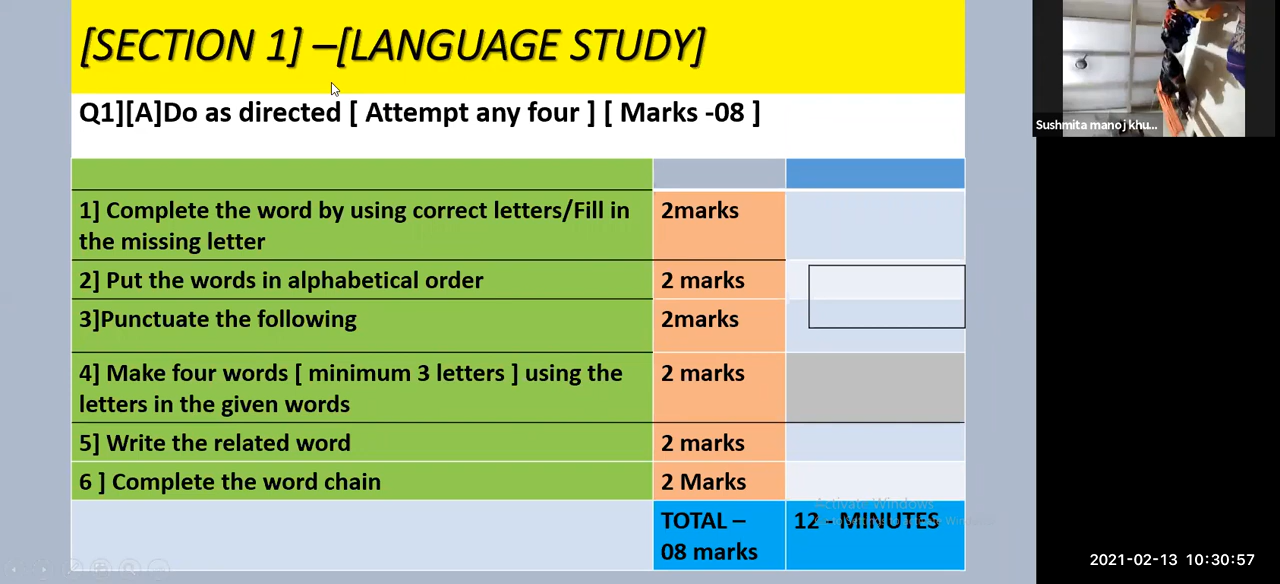 [SECTION 1] –[LANGUAGE STUDY]
Q1][A]Do as directed [ Attempt any four ] [ Marks -08 ]
1] Complete the word by using correct letters/Fill in
the missing letter
2marks
2] Put the words in alphabetical order
2 marks
3]Punctuate the following
2marks
4] Make four words [ minimum 3 letters ] using the
letters in the given words
2 marks
5] Write the related word
2 marks
6 ] Complete the word chain
2 Marks
TOTAL –
08 marks
12 - MINUTES
Activate Windows
Sushmita manoj khu...
2021-02-13 10:30:57